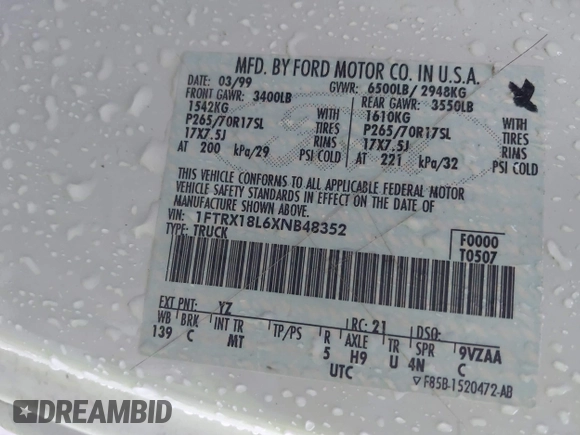 MFD. BY FORD MOTOR CO. IN U.S.A.
DATE: 03/99 GVWR: 6500LB/ 2948KG
FRONT GAWR: 3400LB REAR GAWR: 3550LB
1542KG WITH 1610KG WITH
P265/70R17SL TIRES P265/70R17SL TIRES
17X7.5J RIMS 17X7.5J RIMS
AT 200 kPa/29 PSI COLD AT 221 kPa/32 PSI COLD
THIS VEHICLE CONFORMS TO ALL APPLICABLE FEDERAL MOTOR
VEHICLE SAFETY STANDARDS IN EFFECT ON THE DATE OF
MANUFACTURE SHOWN ABOVE.
VIN: 1FTRX18L6XNB48352 F0000
TYPE: TRUCK T0507
EXT PNT: YZ RC: 21 DSO:
WB BRK INT TR TP/PS R AXLE TR SPR 9VZAA
139 C MT 5 H9 U 4N C
UTC
▽ F85B-1520472-AB
DREAMBID